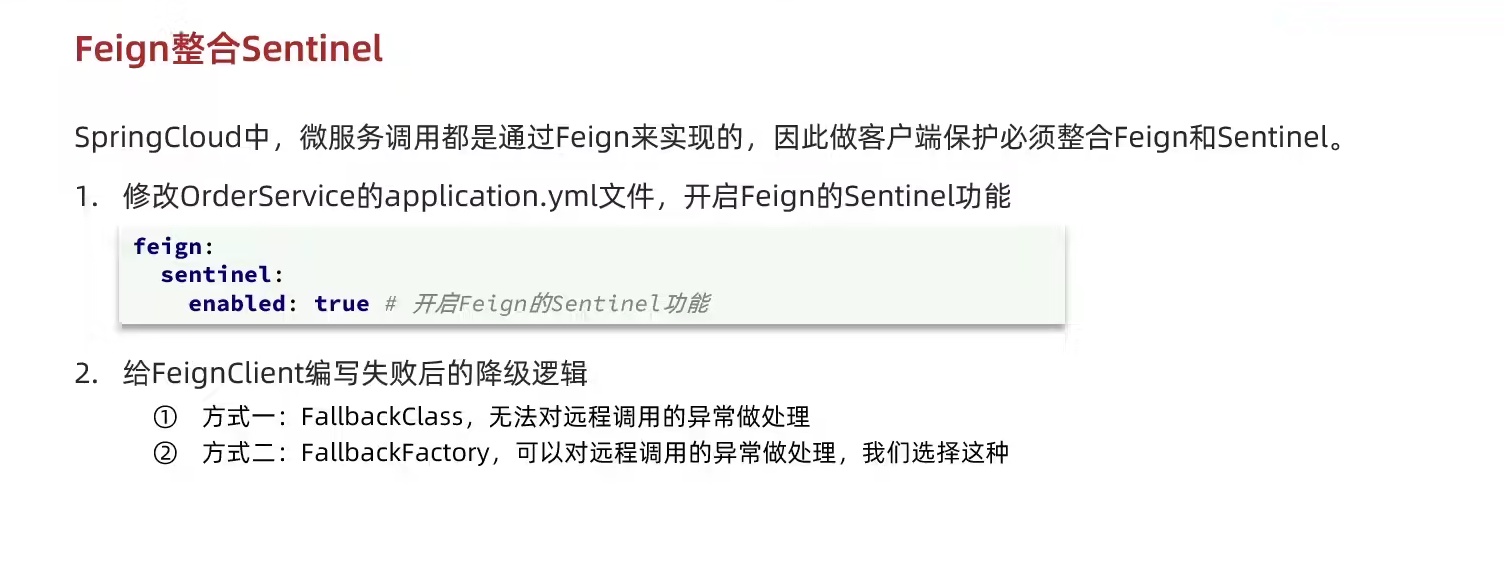 Feign整合Sentinel
SpringCloud中，微服务调用都是通过Feign来实现的，因此做客户端保护必须整合Feign和Sentinel。
1. 修改OrderService的application.yml文件，开启Feign的Sentinel功能
feign:
  sentinel:
    enabled: true # 开启Feign的Sentinel功能
2. 给FeignClient编写失败后的降级逻辑
① 方式一：FallbackClass，无法对远程调用的异常做处理
② 方式二：FallbackFactory，可以对远程调用的异常做处理，我们选择这种